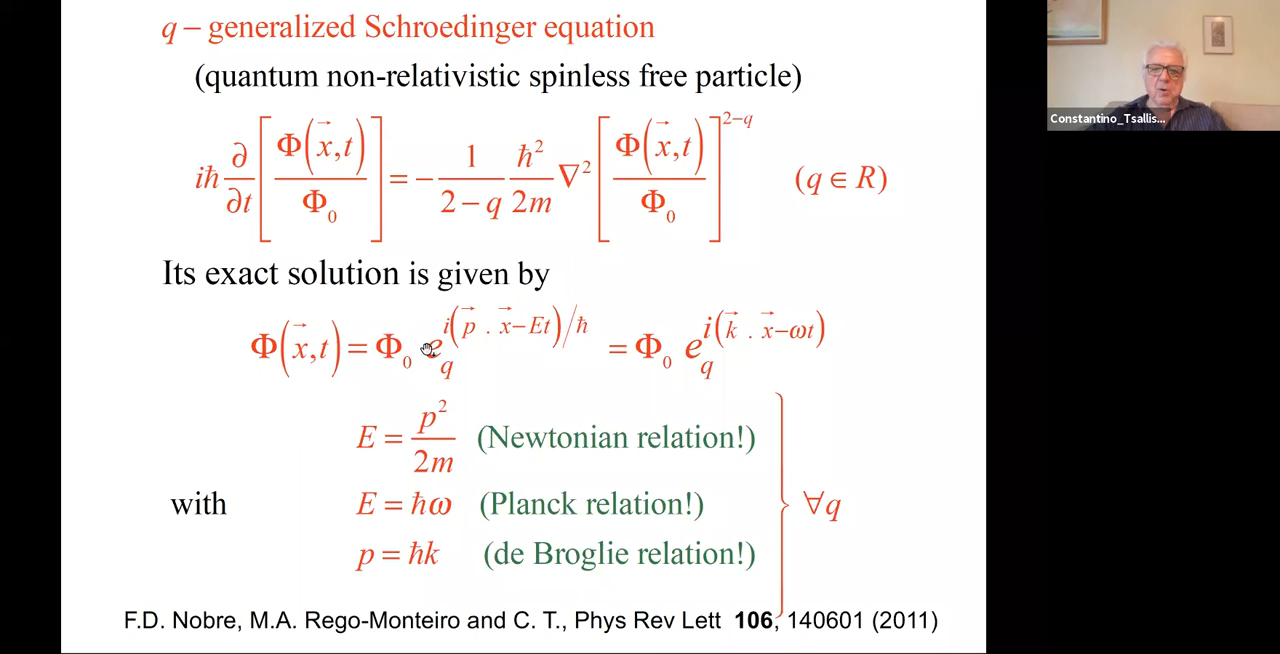 q – generalized Schroedinger equation
(quantum non-relativistic spinless free particle)
iħ ∂/∂t [Φ(x⃗,t)/Φ₀] = − 1/(2−q) ħ²/2m ∇² [Φ(x⃗,t)/Φ₀]^(2−q) (q ∈ R)
Its exact solution is given by
Φ(x⃗,t) = Φ₀ e_q^(i(p⃗ . x⃗−Et)/ħ) = Φ₀ e_q^(i(k⃗ . x⃗−ωt))
E = p²/2m (Newtonian relation!)
with E = ħω (Planck relation!) ∀q
p = ħk (de Broglie relation!)
F.D. Nobre, M.A. Rego-Monteiro and C. T., Phys Rev Lett 106, 140601 (2011)
Constantino_Tsallis...